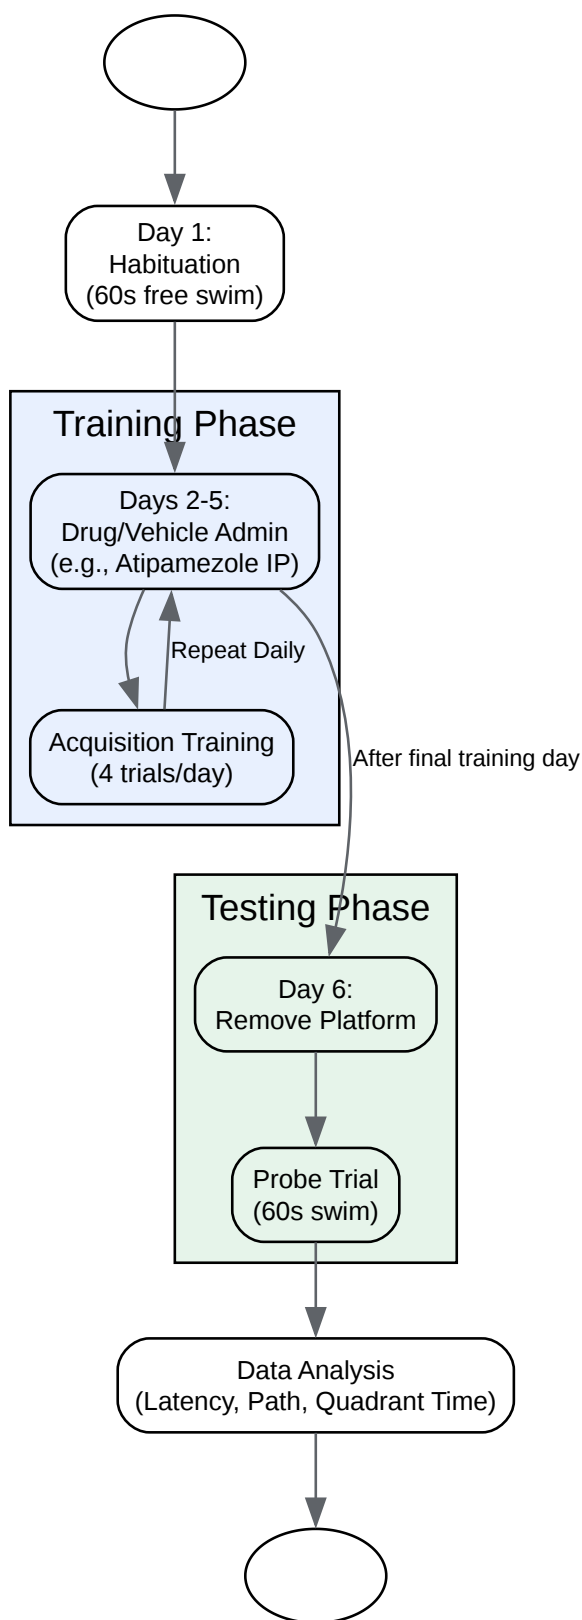 Day 1:
Habituation
(60s free swim)
Training Phase
Days 2-5:
Drug/Vehicle Admin
(e.g., Atipamezole IP)
Repeat Daily
Acquisition Training
(4 trials/day)
After final training day
Testing Phase
Day 6:
Remove Platform
Probe Trial
(60s swim)
Data Analysis
(Latency, Path, Quadrant Time)